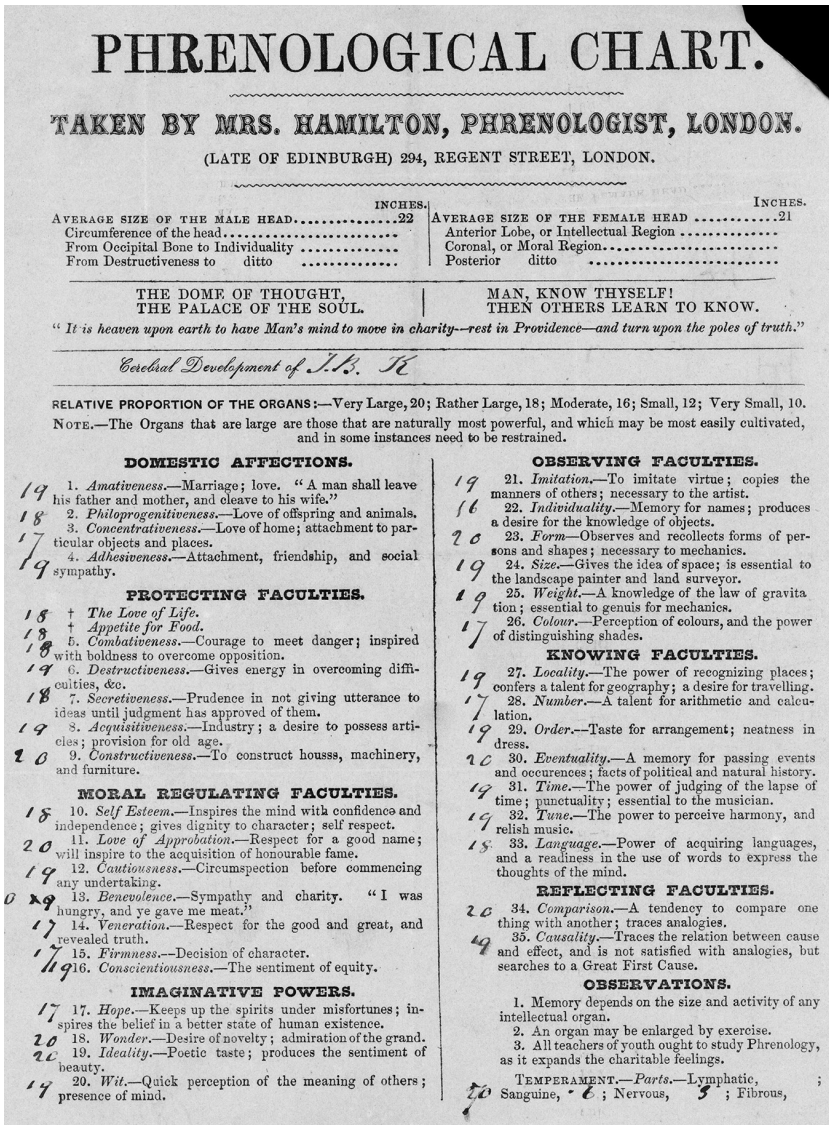 PHRENOLOGICAL CHART.
TAKEN BY MRS. HAMILTON, PHRENOLOGIST, LONDON.
(LATE OF EDINBURGH) 294, REGENT STREET, LONDON.
INCHES.
AVERAGE SIZE OF THE MALE HEAD..............22
Circumference of the head........................
From Occipital Bone to Individuality .............
From Destructiveness to ditto .............
INCHES.
AVERAGE SIZE OF THE FEMALE HEAD ............21
Anterior Lobe, or Intellectual Region .............
Coronal, or Moral Region........................
Posterior ditto ........................
THE DOME OF THOUGHT,
THE PALACE OF THE SOUL.
MAN, KNOW THYSELF!
THEN OTHERS LEARN TO KNOW.
" It is heaven upon earth to have Man's mind to move in charity—rest in Providence—and turn upon the poles of truth."
Cerebral Development of J. B. K
RELATIVE PROPORTION OF THE ORGANS:—Very Large, 20; Rather Large, 18; Moderate, 16; Small, 12; Very Small, 10.
NOTE.—The Organs that are large are those that are naturally most powerful, and which may be most easily cultivated,
and in some instances need to be restrained.
DOMESTIC AFFECTIONS.
19 1. Amativeness.—Marriage; love. "A man shall leave
his father and mother, and cleave to his wife."
18 2. Philoprogenitiveness.—Love of offspring and animals.
17 3. Concentrativeness.—Love of home; attachment to par-
ticular objects and places.
19 4. Adhesiveness.—Attachment, friendship, and social
sympathy.
PROTECTING FACULTIES.
18 † The Love of Life.
18 † Appetite for Food.
18 5. Combativeness.—Courage to meet danger; inspired
with boldness to overcome opposition.
19 6. Destructiveness.—Gives energy in overcoming diffi-
culties, &c.
18 7. Secretiveness.—Prudence in not giving utterance to
ideas until judgment has approved of them.
19 8. Acquisitiveness.—Industry; a desire to possess arti-
cles; provision for old age.
20 9. Constructiveness.—To construct housss, machinery,
and furniture.
MORAL REGULATING FACULTIES.
18 10. Self Esteem.—Inspires the mind with confidence and
independence; gives dignity to character; self respect.
20 11. Love of Approbation.—Respect for a good name;
will inspire to the acquisition of honourable fame.
19 12. Cautiousness.—Circumspection before commencing
any undertaking.
13. Benevolence.—Sympathy and charity. "I was
hungry, and ye gave me meat."
17 14. Veneration.—Respect for the good and great, and
revealed truth.
17 15. Firmness.—Decision of character.
19 16. Conscientiousness.—The sentiment of equity.
IMAGINATIVE POWERS.
17 17. Hope.—Keeps up the spirits under misfortunes; in-
spires the belief in a better state of human existence.
20 18. Wonder.—Desire of novelty; admiration of the grand.
20 19. Ideality.—Poetic taste; produces the sentiment of
beauty.
19 20. Wit.—Quick perception of the meaning of others;
presence of mind.
OBSERVING FACULTIES.
19 21. Imitation.—To imitate virtue; copies the
manners of others; necessary to the artist.
16 22. Individuality.—Memory for names; produces
a desire for the knowledge of objects.
20 23. Form—Observes and recollects forms of per-
sons and shapes; necessary to mechanics.
19 24. Size.—Gives the idea of space; is essential to
the landscape painter and land surveyor.
19 25. Weight.—A knowledge of the law of gravita
tion; essential to genuis for mechanics.
17 26. Colour.—Perception of colours, and the power
of distinguishing shades.
KNOWING FACULTIES.
19 27. Locality.—The power of recognizing places;
confers a talent for geography; a desire for travelling.
17 28. Number.—A talent for arithmetic and calcu-
lation.
19 29. Order.—Taste for arrangement; neatness in
dress.
20 30. Eventuality.—A memory for passing events
and occurences; facts of political and natural history.
19 31. Time.—The power of judging of the lapse of
time; punctuality; essential to the musician.
19 32. Tune.—The power to perceive harmony, and
relish music.
18 33. Language.—Power of acquiring languages,
and a readiness in the use of words to express the
thoughts of the mind.
REFLECTING FACULTIES.
20 34. Comparison.—A tendency to compare one
thing with another; traces analogies.
19 35. Causality.—Traces the relation between cause
and effect, and is not satisfied with analogies, but
searches to a Great First Cause.
OBSERVATIONS.
1. Memory depends on the size and activity of any
intellectual organ.
2. An organ may be enlarged by exercise.
3. All teachers of youth ought to study Phrenology,
as it expands the charitable feelings.
TEMPERAMENT.—Parts.—Lymphatic, ;
Sanguine, 6 ; Nervous, 5 ; Fibrous,